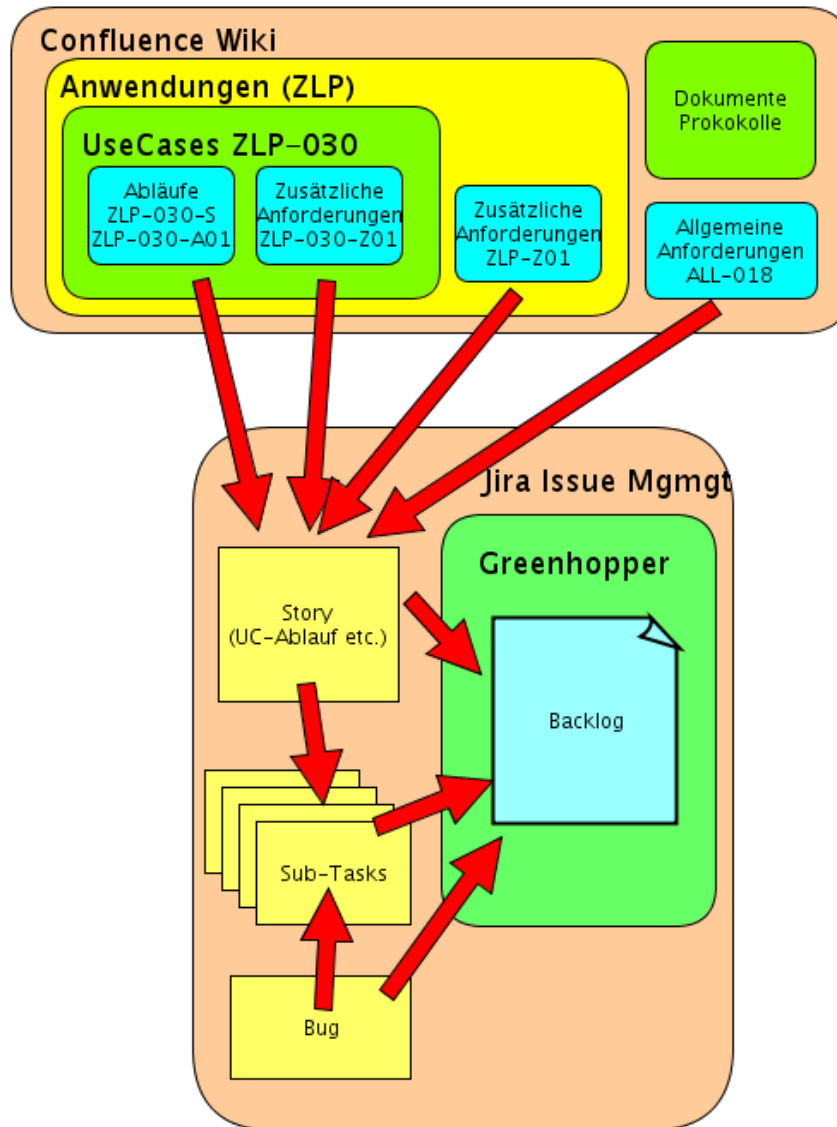 Confluence Wiki
Anwendungen (ZLP)
UseCases ZLP-030
Abläufe
ZLP-030-S
ZLP-030-A01
Zusätzliche
Anforderungen
ZLP-030-Z01
Zusätzliche
Anforderungen
ZLP-Z01
Dokumente
Prokokolle
Allgemeine
Anforderungen
ALL-018
Jira Issue Mgmgt
Greenhopper
Story
(UC-Ablauf etc.)
Backlog
Sub-Tasks
Bug